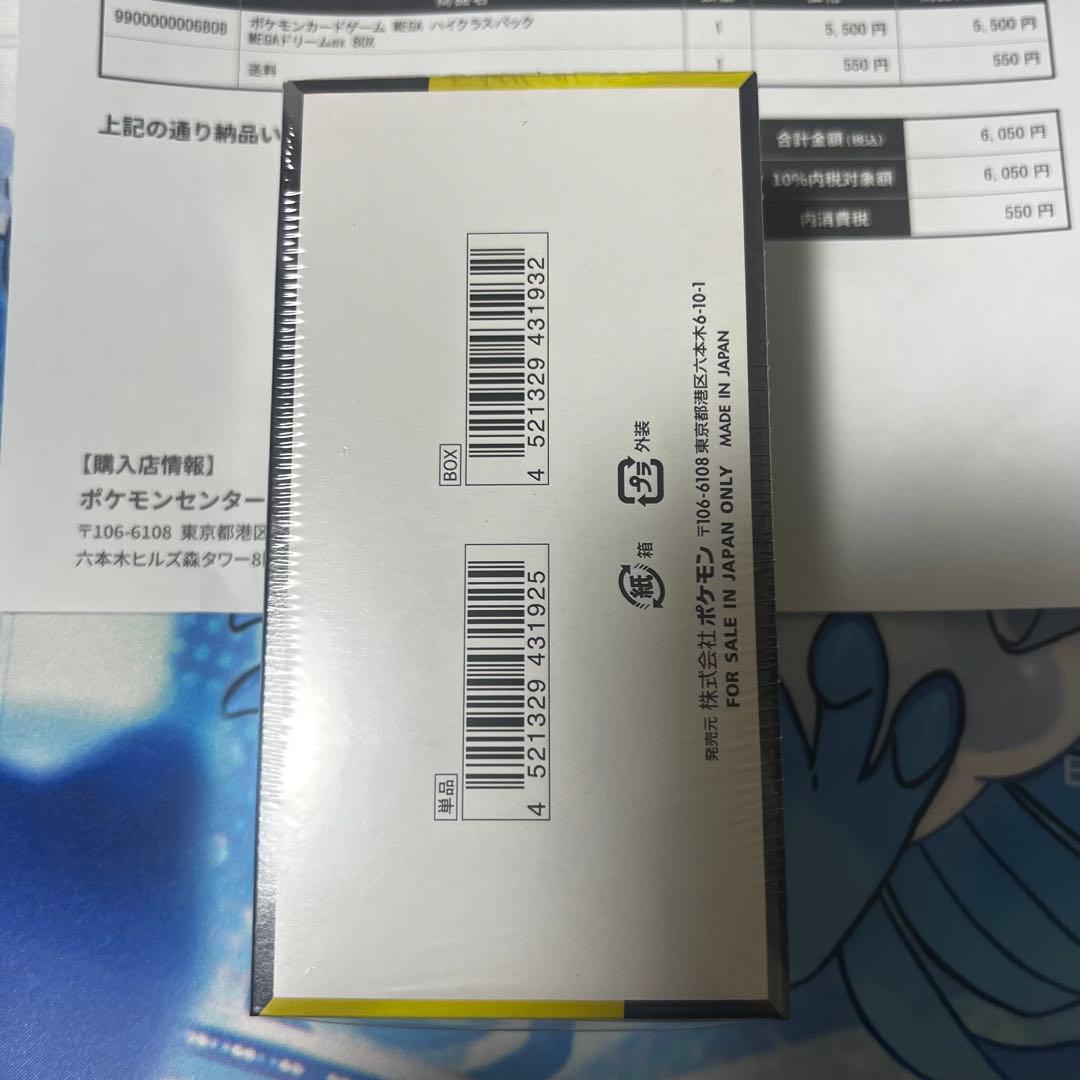 9900000006808
ポケモンカードゲーム MEGA ハイクラスパック
MEGAドリームex BOX
1
5,500 円
5,500 円
送料
1
550 円
550 円
上記の通り納品い
合計金額(税込)
6,050 円
10%内税対象額
6,050 円
内消費税
550 円
【購入店情報】
ポケモンセンター
〒106-6108 東京都港区
六本木ヒルズ森タワー8
BOX
4 521329 431932
単品
4 521329 431925
プラ 外装
紙 箱
発売元 株式会社ポケモン 〒106-6108 東京都港区六本木6-10-1
FOR SALE IN JAPAN ONLY MADE IN JAPAN